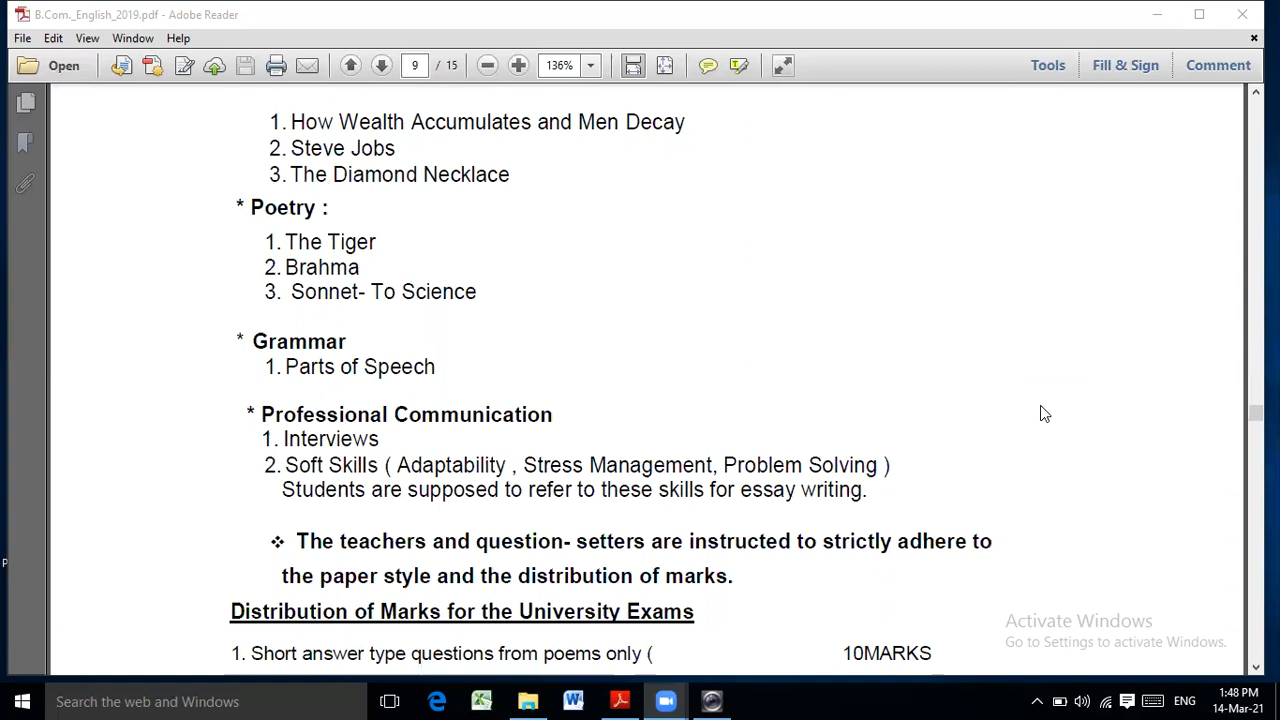 B.Com._English_2019.pdf - Adobe Reader
File Edit View Window Help
Open 9 / 15 136% Tools Fill & Sign Comment
1. How Wealth Accumulates and Men Decay
2. Steve Jobs
3. The Diamond Necklace
* Poetry :
1. The Tiger
2. Brahma
3. Sonnet- To Science
* Grammar
1. Parts of Speech
* Professional Communication
1. Interviews
2. Soft Skills ( Adaptability , Stress Management, Problem Solving )
Students are supposed to refer to these skills for essay writing.
❖ The teachers and question- setters are instructed to strictly adhere to
the paper style and the distribution of marks.
Distribution of Marks for the University Exams
1. Short answer type questions from poems only ( 10MARKS
Activate Windows
Go to Settings to activate Windows.
Search the web and Windows
ENG
1:48 PM
14-Mar-21